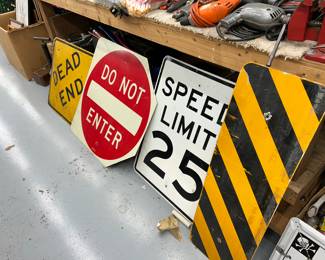 DEAD
END
DO NOT
ENTER
SPEED
LIMIT
25